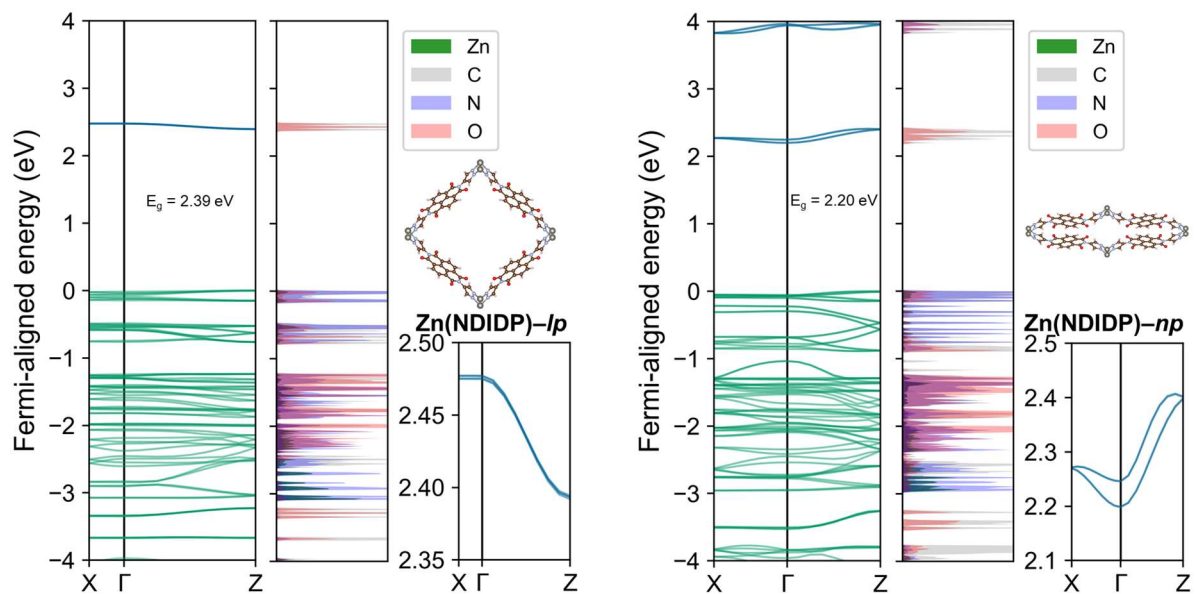 Fermi-aligned energy (eV)
4
3
2
1
0
−1
−2
−3
−4
X Γ Z
E_g = 2.39 eV
Zn
C
N
O
Zn(NDIDP)–lp
2.50
2.45
2.40
2.35
X Γ Z
Fermi-aligned energy (eV)
4
3
2
1
0
−1
−2
−3
−4
X Γ Z
E_g = 2.20 eV
Zn
C
N
O
Zn(NDIDP)–np
2.5
2.4
2.3
2.2
2.1
X Γ Z